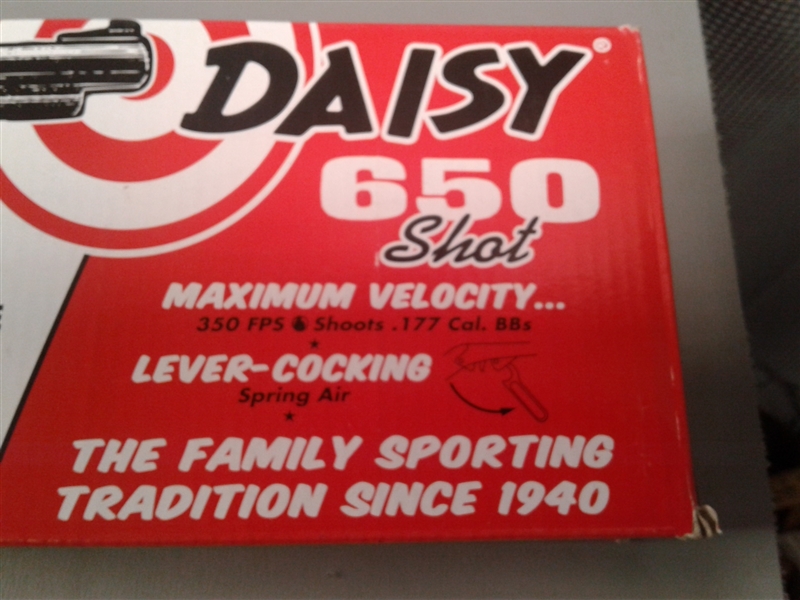 DAISY®
650
Shot
MAXIMUM VELOCITY...
350 FPS Shoots .177 Cal. BBs
LEVER-COCKING
Spring Air
THE FAMILY SPORTING
TRADITION SINCE 1940